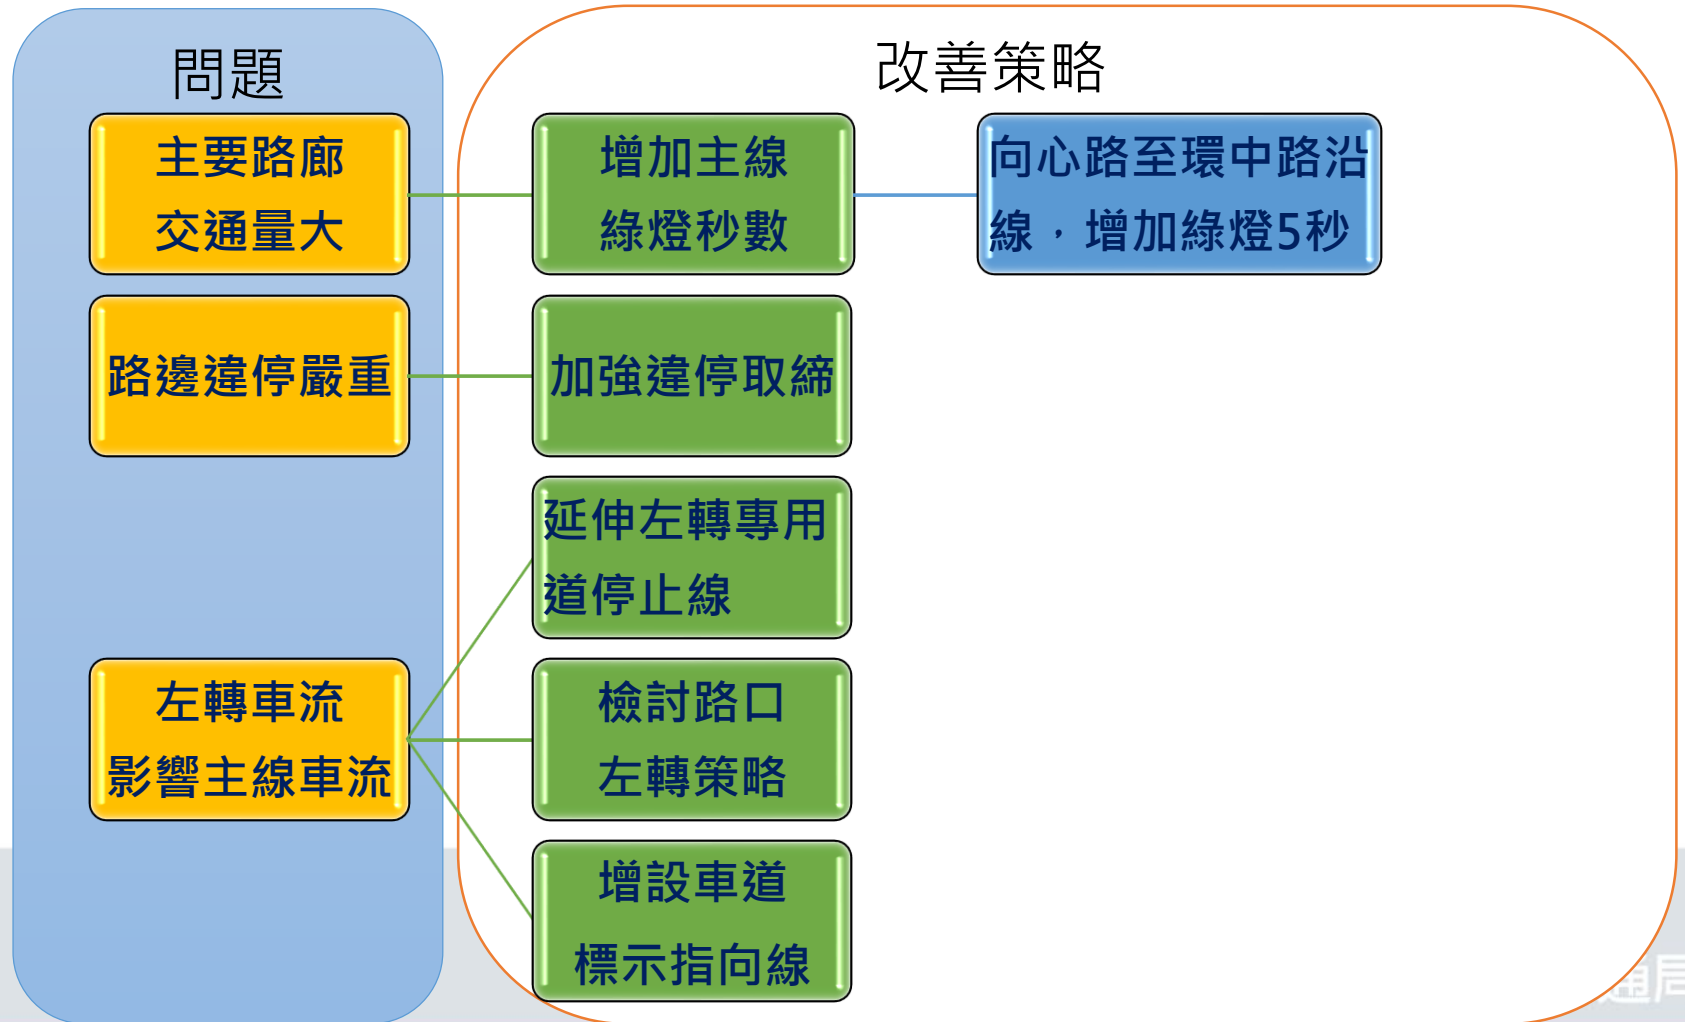 問題
改善策略
主要路廊
交通量大
增加主線
綠燈秒數
向心路至環中路沿
線，增加綠燈5秒
路邊違停嚴重
加強違停取締
左轉車流
影響主線車流
延伸左轉專用
道停止線
檢討路口
左轉策略
增設車道
標示指向線
通局